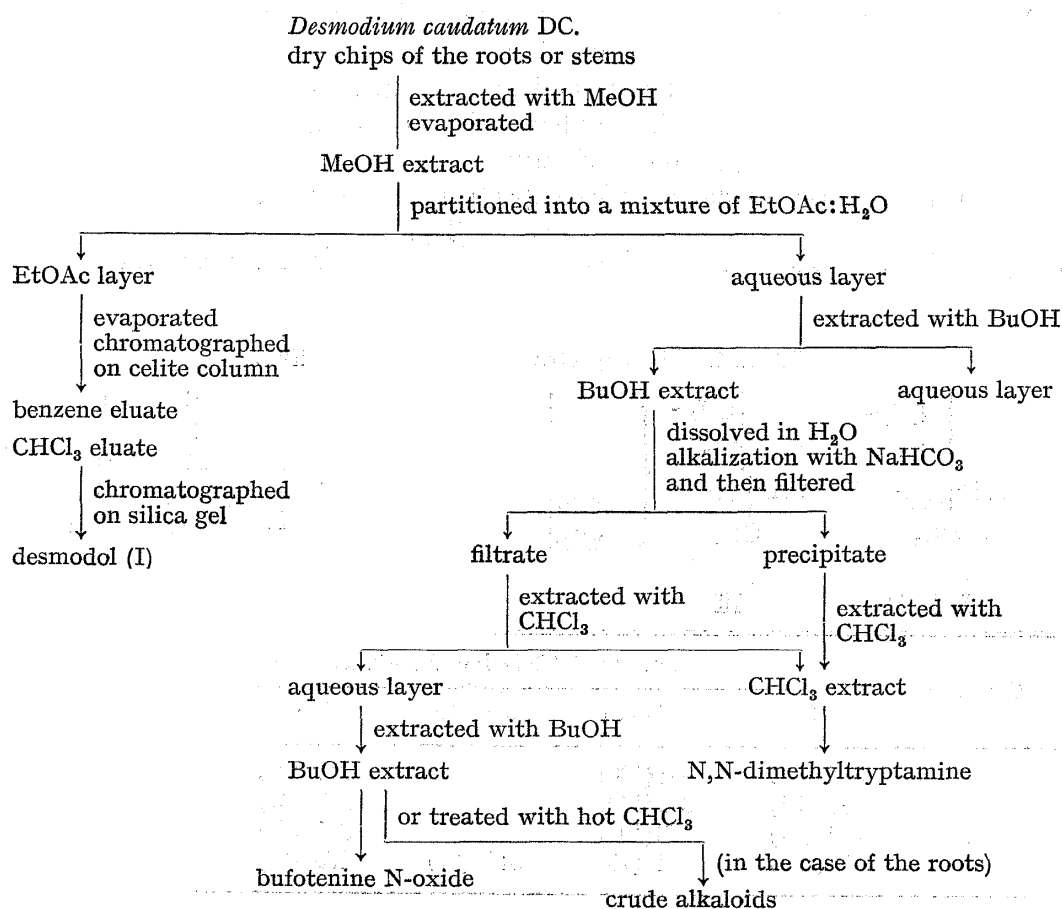 Desmodium caudatum DC.
dry chips of the roots or stems
extracted with MeOH
evaporated
MeOH extract
partitioned into a mixture of EtOAc:H₂O
EtOAc layer
aqueous layer
evaporated
chromatographed
on celite column
extracted with BuOH
benzene eluate
BuOH extract
aqueous layer
CHCl₃ eluate
dissolved in H₂O
alkalization with NaHCO₃
and then filtered
chromatographed
on silica gel
desmodol (I)
filtrate
precipitate
extracted with
CHCl₃
extracted with
CHCl₃
aqueous layer
CHCl₃ extract
extracted with BuOH
BuOH extract
N,N-dimethyltryptamine
or treated with hot CHCl₃
(in the case of the roots)
bufotenine N-oxide
crude alkaloids